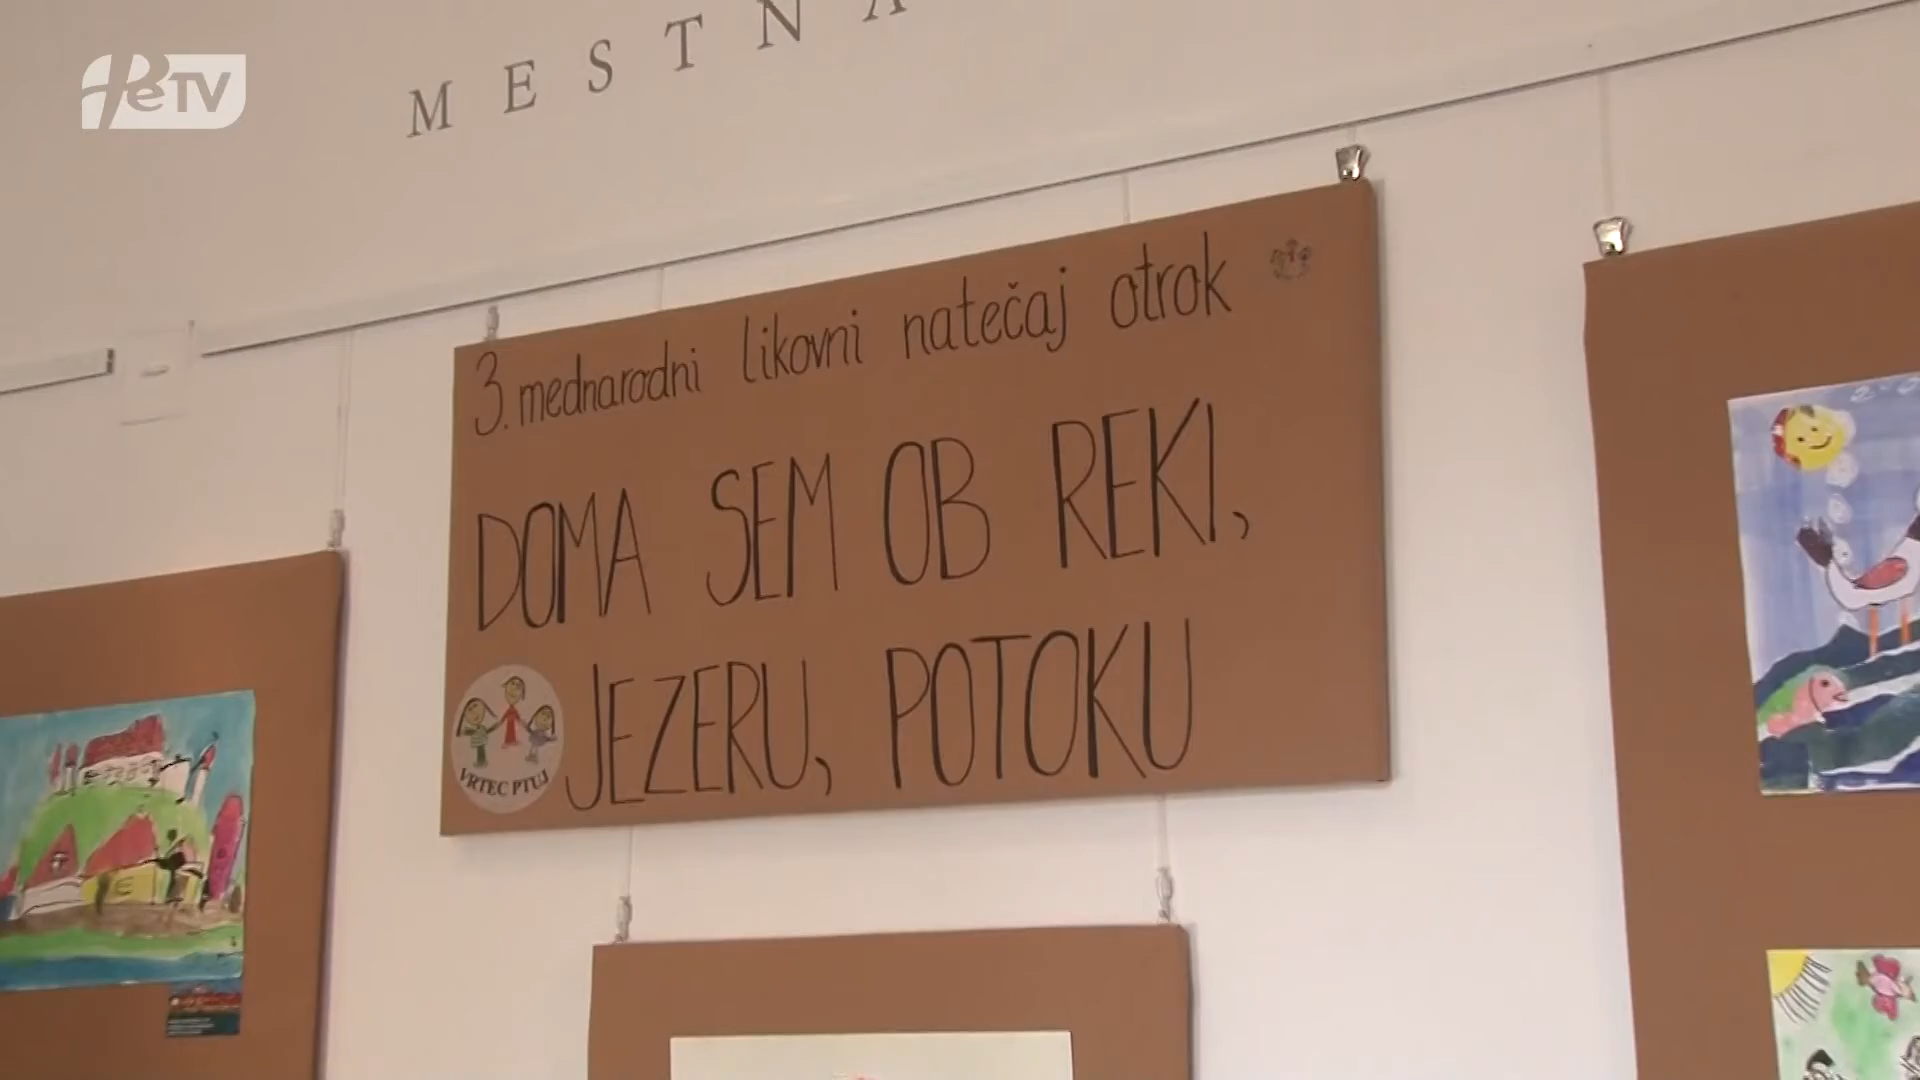 PeTV
MESTNA
3. mednarodni likovni natečaj otrok
DOMA SEM OB REKI,
JEZERU, POTOKU
VRTEC PTUJ